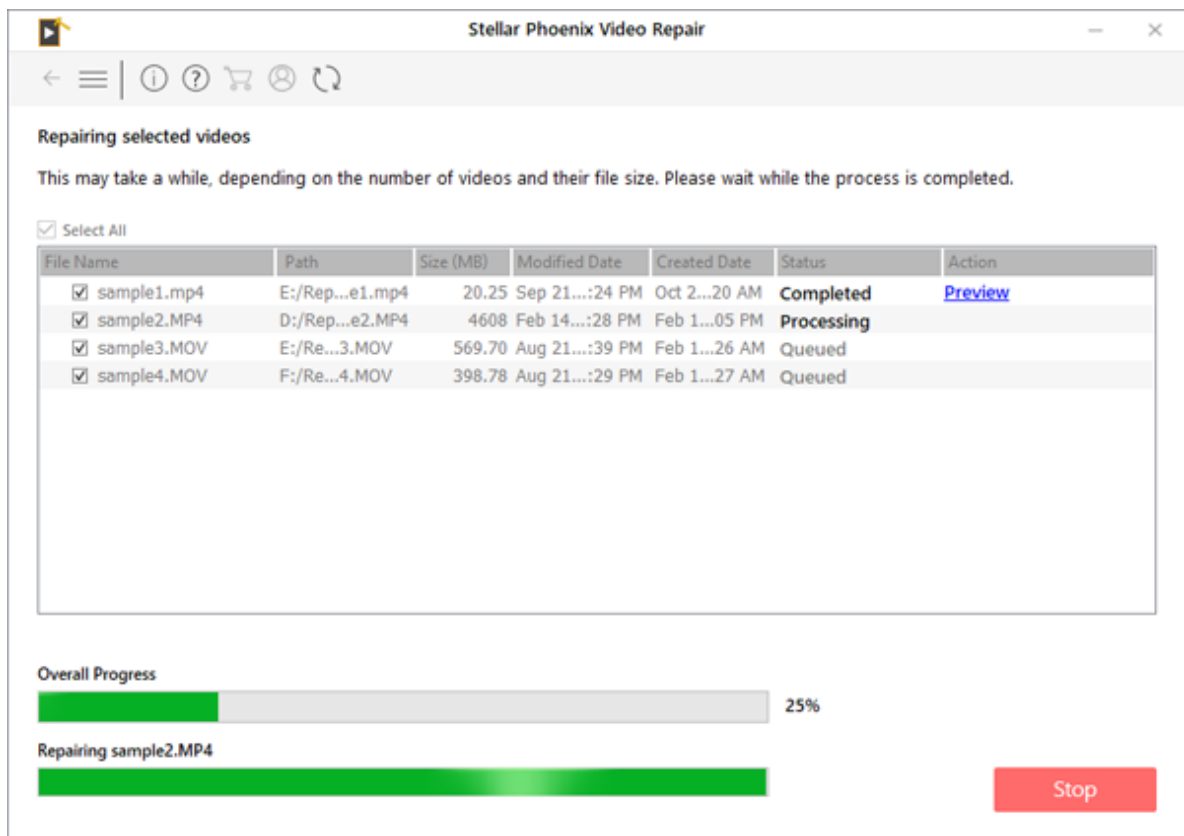 Stellar Phoenix Video Repair
Repairing selected videos
This may take a while, depending on the number of videos and their file size. Please wait while the process is completed.
Select All
File Name Path Size (MB) Modified Date Created Date Status Action
sample1.mp4 E:/Rep...e1.mp4 20.25 Sep 21...:24 PM Oct 2...20 AM Completed Preview
sample2.MP4 D:/Rep...e2.MP4 4608 Feb 14...:28 PM Feb 1...05 PM Processing
sample3.MOV E:/Re...3.MOV 569.70 Aug 21...:39 PM Feb 1...26 AM Queued
sample4.MOV F:/Re...4.MOV 398.78 Aug 21...:29 PM Feb 1...27 AM Queued
Overall Progress
25%
Repairing sample2.MP4
Stop